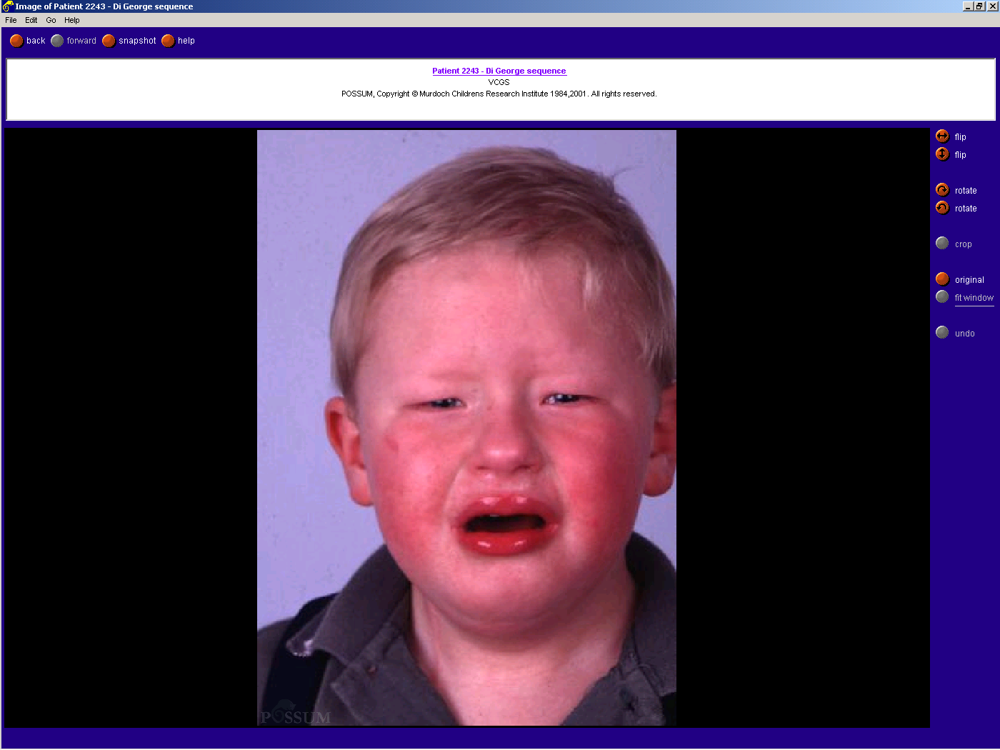 Image of Patient 2243 - Di George sequence
File Edit Go Help
back forward snapshot help
Patient 2243 - Di George sequence
VCGS
POSSUM, Copyright © Murdoch Childrens Research Institute 1984,2001. All rights reserved.
flip
flip
rotate
rotate
crop
original
fit window
undo
POSSUM